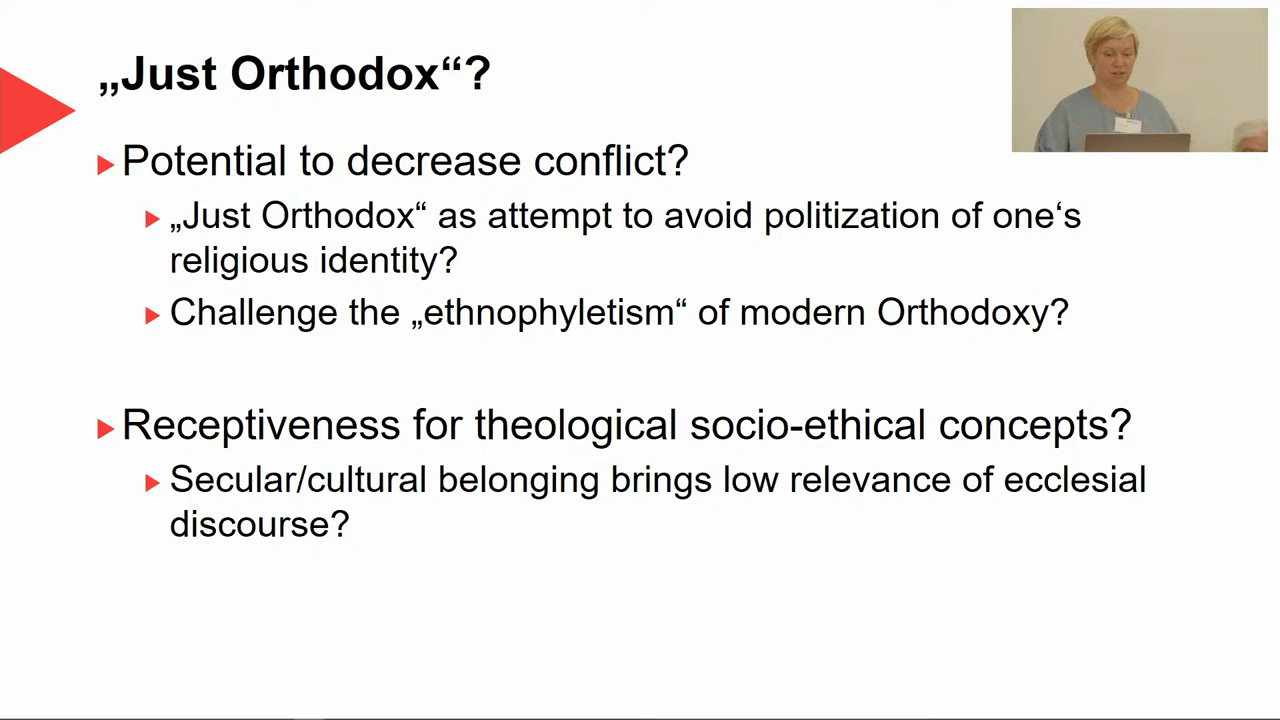 „Just Orthodox“?
Potential to decrease conflict?
„Just Orthodox“ as attempt to avoid politization of one‘s
religious identity?
Challenge the „ethnophyletism“ of modern Orthodoxy?
Receptiveness for theological socio-ethical concepts?
Secular/cultural belonging brings low relevance of ecclesial
discourse?